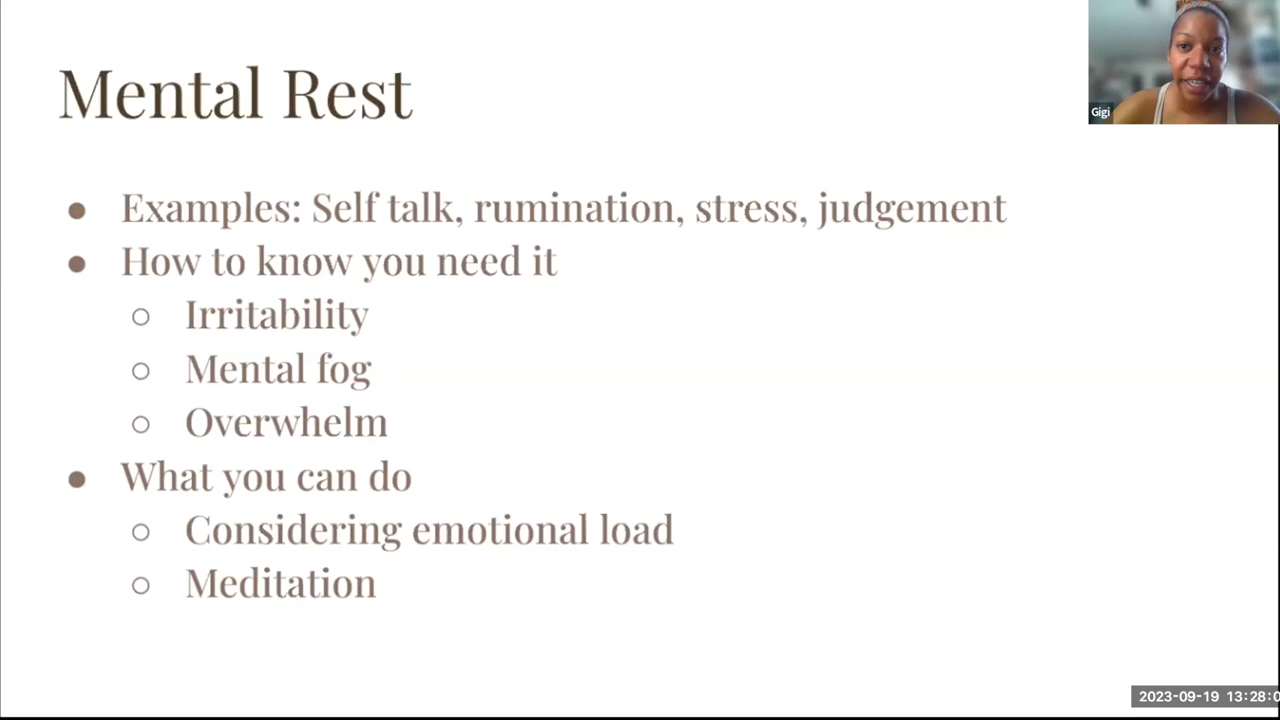 Mental Rest
Gigi
● Examples: Self talk, rumination, stress, judgement
● How to know you need it
○ Irritability
○ Mental fog
○ Overwhelm
● What you can do
○ Considering emotional load
○ Meditation
2023-09-19 13:28:0